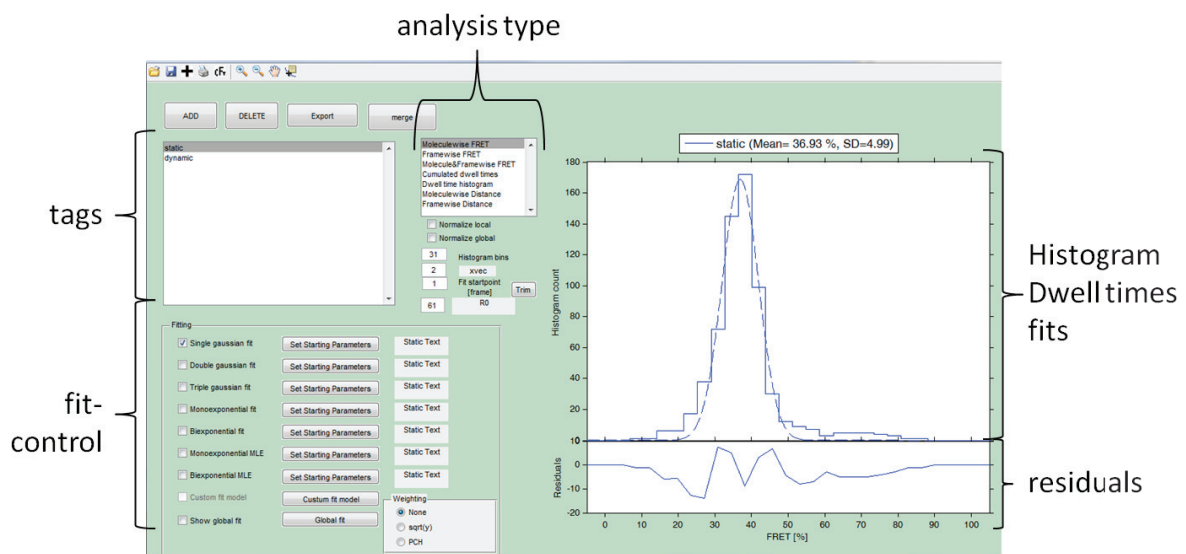 analysis type
ADD DELETE Export merge
static
dynamic
Moleculewise FRET
Framewise FRET
Molecule&Framewise FRET
Cumulated dwell times
Dwell time histogram
Moleculewise Distance
Framewise Distance
Normalize local
Normalize global
31 Histogram bins
2 xvec
1 Fit startpoint
[frame]
Trim
61 R0
tags
Fitting
Single gaussian fit Set Starting Parameters Static Text
Double gaussian fit Set Starting Parameters Static Text
Triple gaussian fit Set Starting Parameters Static Text
Monoexponential fit Set Starting Parameters Static Text
Biexponential fit Set Starting Parameters Static Text
Monoexponential MLE Set Starting Parameters Static Text
Biexponential MLE Set Starting Parameters Static Text
Custom fit model Custum fit model
Show global fit Global fit
Weighting
None
sqrt(y)
PCH
fit-
control
static (Mean= 36.93 %, SD=4.99)
180
160
140
120
100
80
60
40
20
0
Histogram count
10
0
-10
-20
Residuals
0 10 20 30 40 50 60 70 80 90 100
FRET [%]
Histogram
Dwell times
fits
residuals